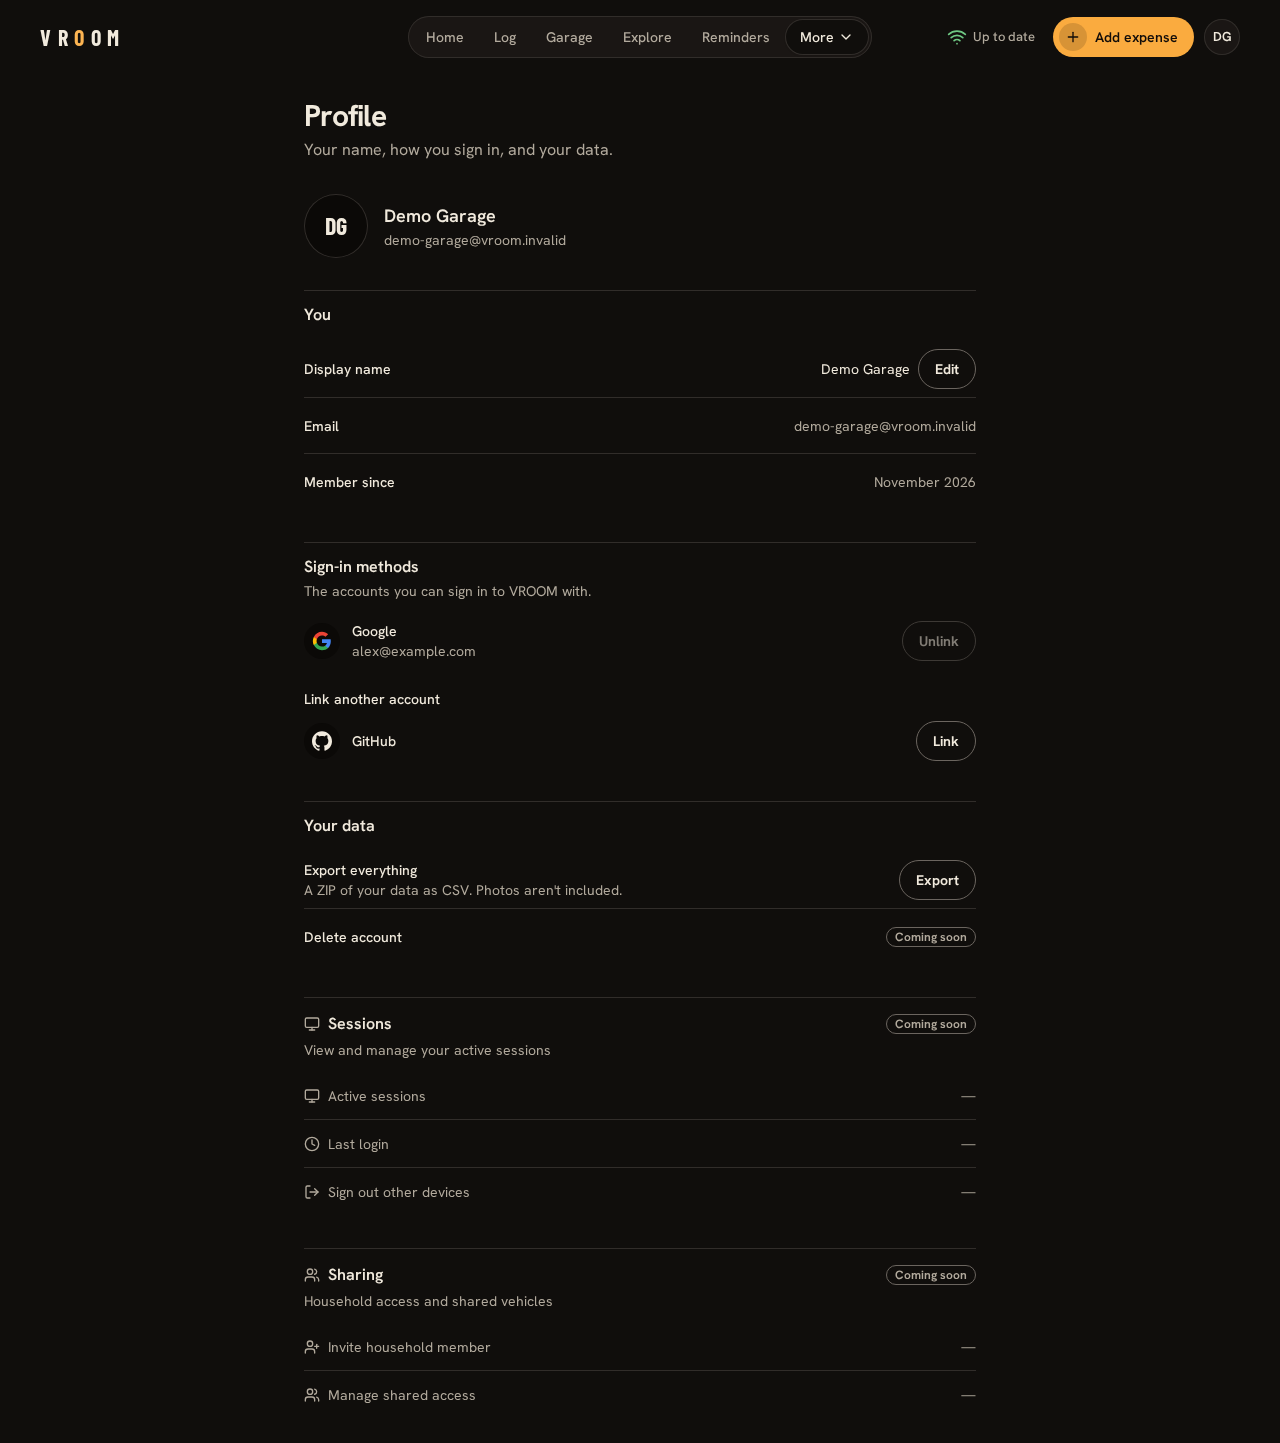 VROOM
Home
Log
Garage
Explore
Reminders
More
Up to date
Add expense
DG
Profile
Your name, how you sign in, and your data.
DG
Demo Garage
demo-garage@vroom.invalid
You
Display name
Demo Garage
Edit
Email
demo-garage@vroom.invalid
Member since
November 2026
Sign-in methods
The accounts you can sign in to VROOM with.
Google
alex@example.com
Unlink
Link another account
GitHub
Link
Your data
Export everything
A ZIP of your data as CSV. Photos aren't included.
Export
Delete account
Coming soon
Sessions
Coming soon
View and manage your active sessions
Active sessions
—
Last login
—
Sign out other devices
—
Sharing
Coming soon
Household access and shared vehicles
Invite household member
—
Manage shared access
—